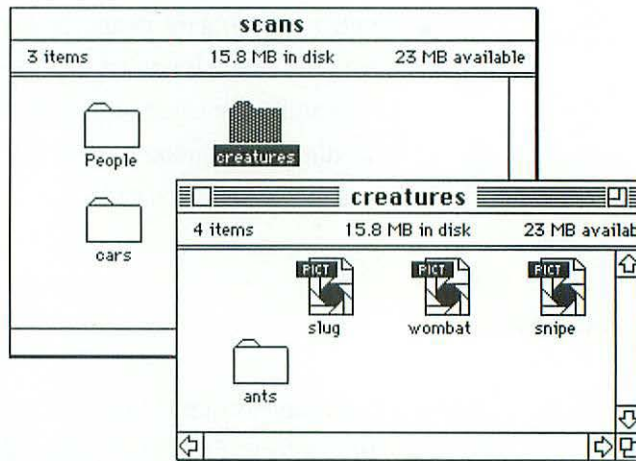 scans
3 items 15.8 MB in disk 23 MB available
People creatures
cars
creatures
4 items 15.8 MB in disk 23 MB availab
PICT PICT PICT
slug wombat snipe
ants